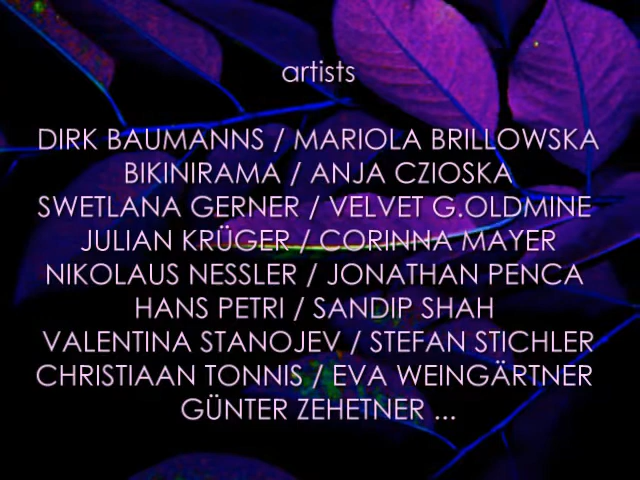 artists
DIRK BAUMANNS / MARIOLA BRILLOWSKA
BIKINIRAMA / ANJA CZIOSKA
SWETLANA GERNER / VELVET G.OLDMINE
JULIAN KRÜGER / CORINNA MAYER
NIKOLAUS NESSLER / JONATHAN PENCA
HANS PETRI / SANDIP SHAH
VALENTINA STANOJEV / STEFAN STICHLER
CHRISTIAAN TONNIS / EVA WEINGÄRTNER
GÜNTER ZEHETNER ...